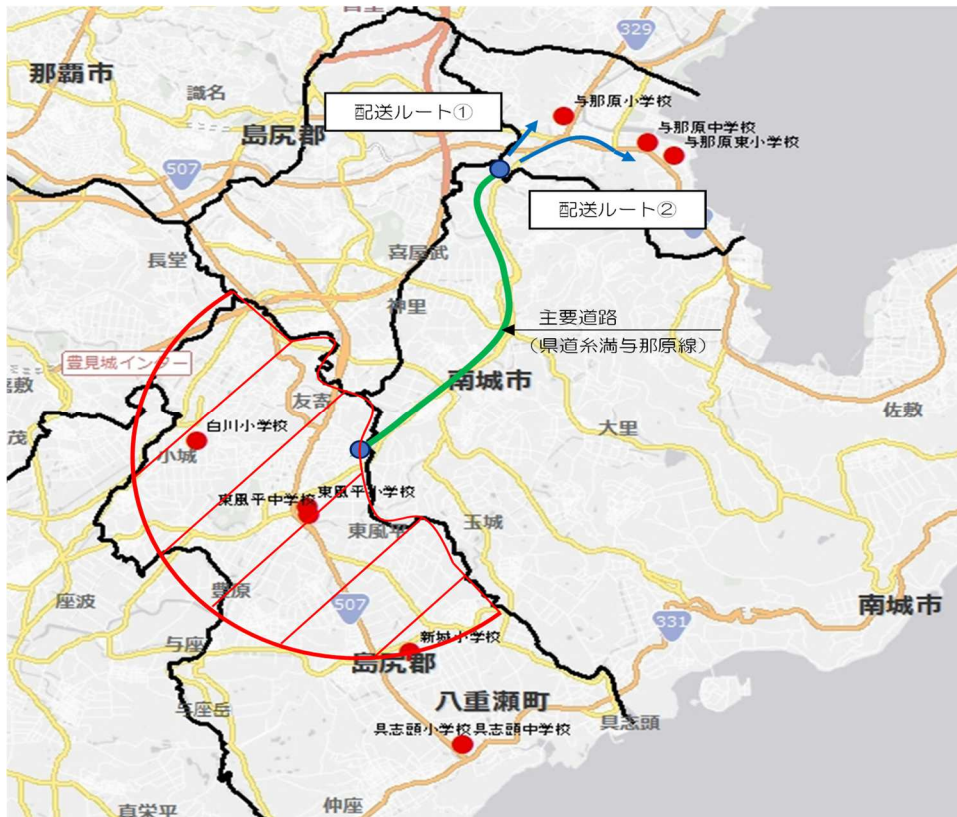 329
那覇市
識名
配送ルート①
与那原小学校
島尻郡
与那原中学校
与那原東小学校
507
配送ルート②
喜屋武
長堂
神里
主要道路
（県道糸満与那原線）
豊見城インター
南城市
友寄
佐敷
白川小学校
大里
小城
東風平中学校
東風平小学校
東風平
玉城
豊原
座波
507
南城市
331
与座
新城小学校
島尻郡
八重瀬町
与座岳
具志頭
具志頭小学校
具志頭中学校
仲座
真栄平